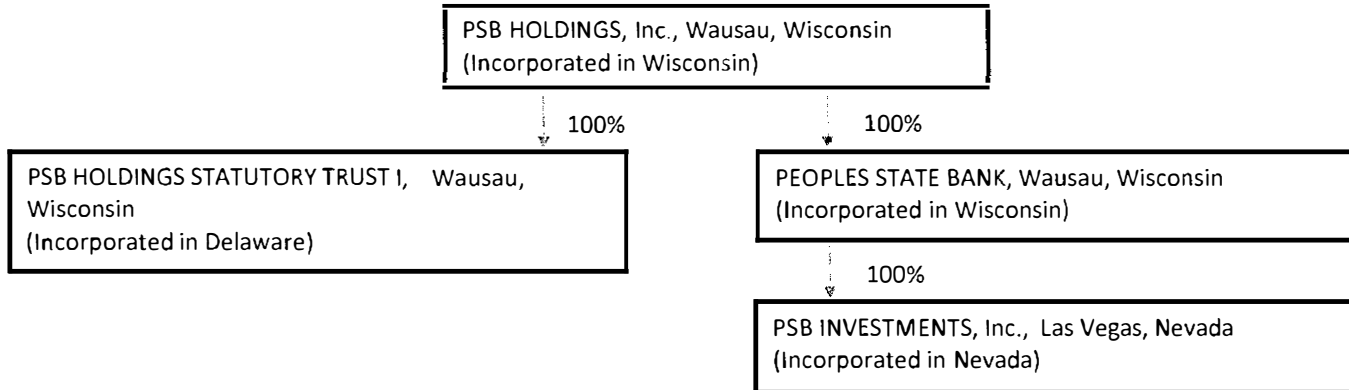 PSB HOLDINGS, Inc., Wausau, Wisconsin
(Incorporated in Wisconsin)
100%
100%
PSB HOLDINGS STATUTORY TRUST I, Wausau,
Wisconsin
(Incorporated in Delaware)
PEOPLES STATE BANK, Wausau, Wisconsin
(Incorporated in Wisconsin)
100%
PSB INVESTMENTS, Inc., Las Vegas, Nevada
(Incorporated in Nevada)